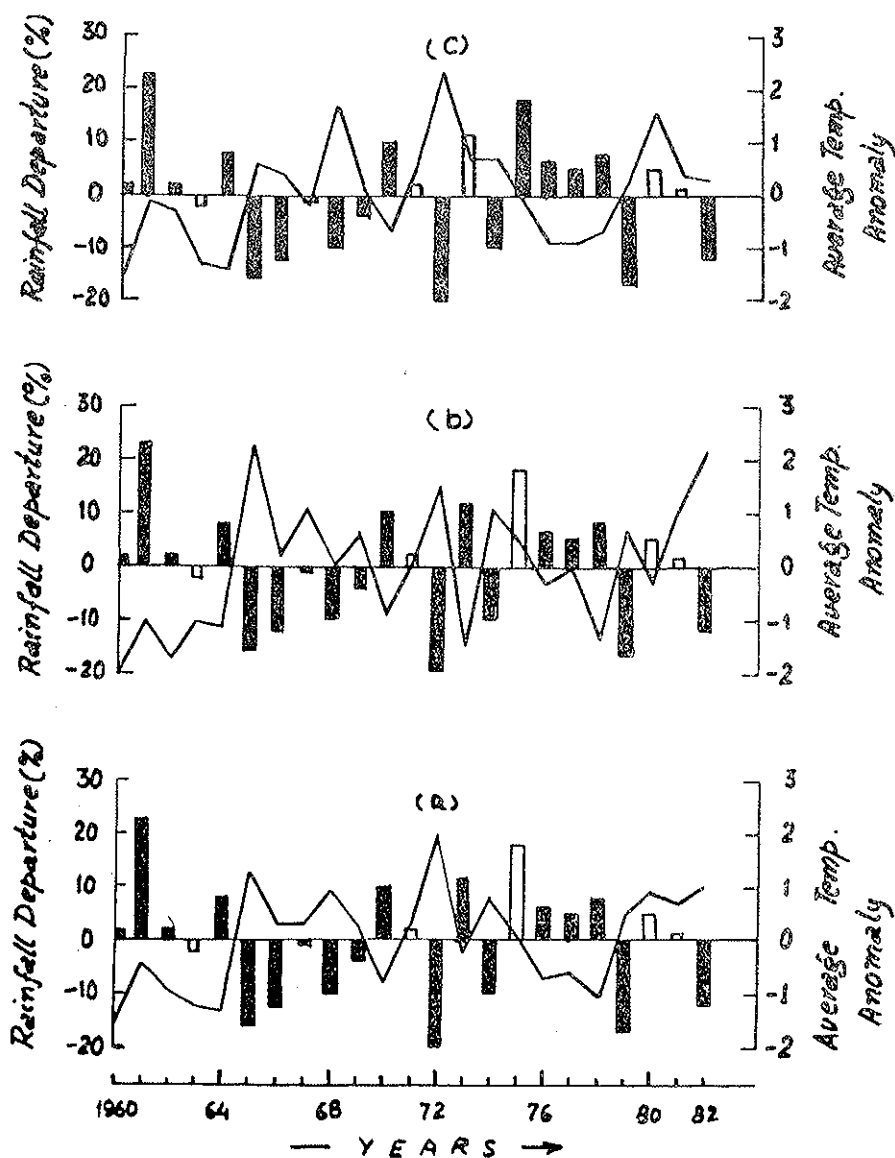 (C)
Rainfall Departure (%)
30
20
10
0
-10
-20
3
2
1
0
-1
-2
Average Temp.
Anomaly
(b)
Rainfall Departure (%)
30
20
10
0
-10
-20
3
2
1
0
-1
-2
Average Temp.
Anomaly
(a)
Rainfall Departure (%)
30
20
10
0
-10
-20
3
2
1
0
-1
-2
Average Temp.
Anomaly
1960 64 68 72 76 80 82
— YEARS →